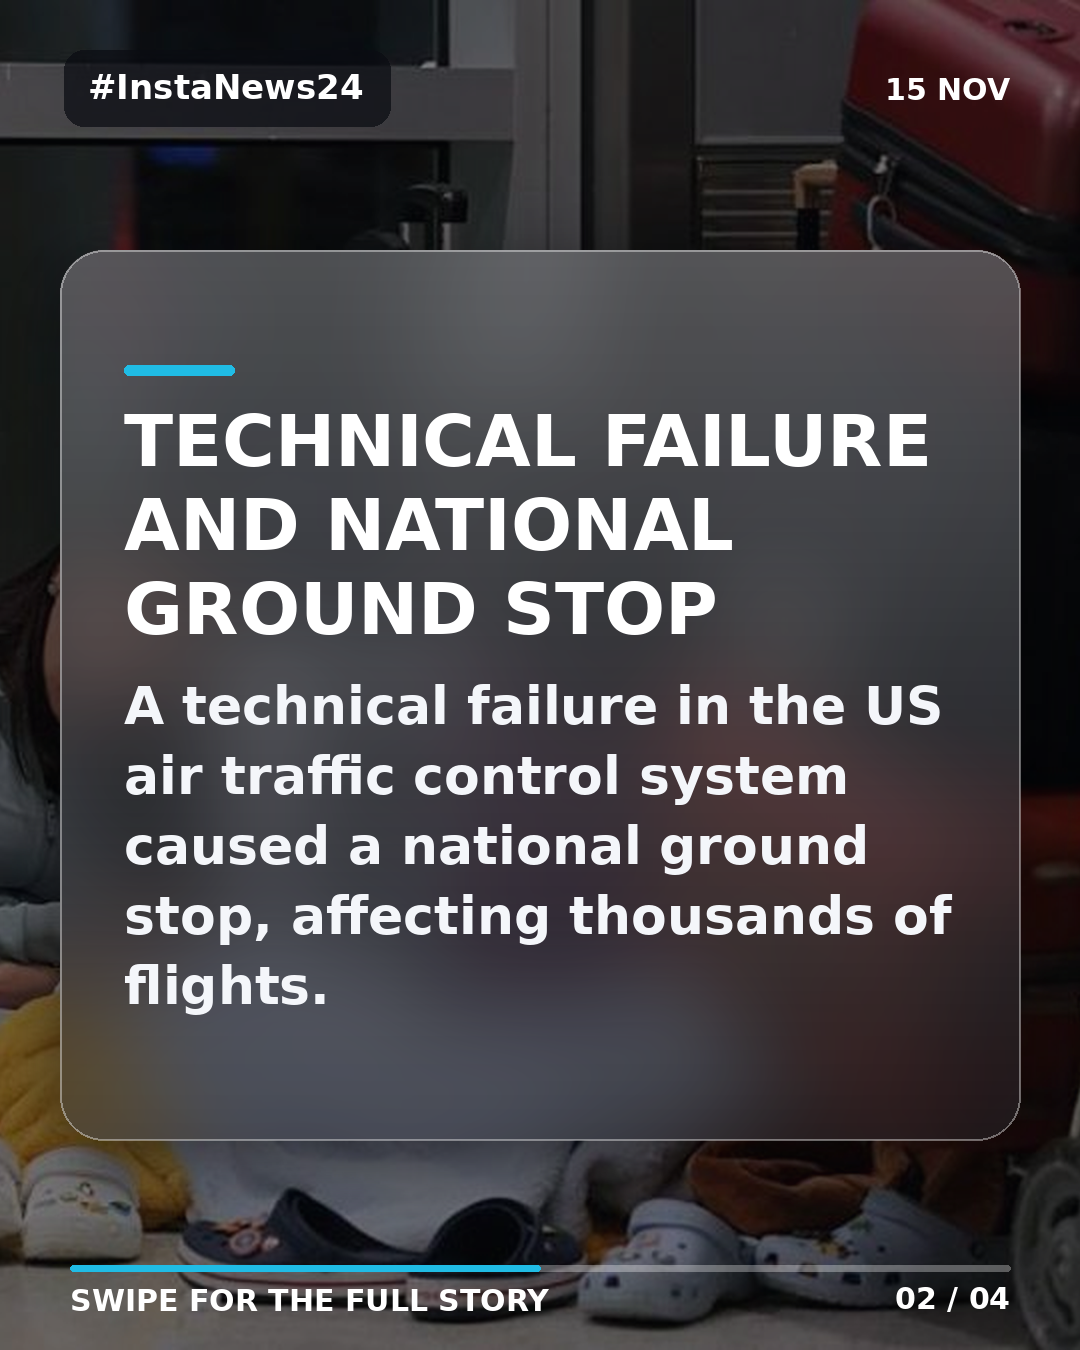 #InstaNews24
15 NOV
TECHNICAL FAILURE
AND NATIONAL
GROUND STOP
A technical failure in the US
air traffic control system
caused a national ground
stop, affecting thousands of
flights.
SWIPE FOR THE FULL STORY
02 / 04